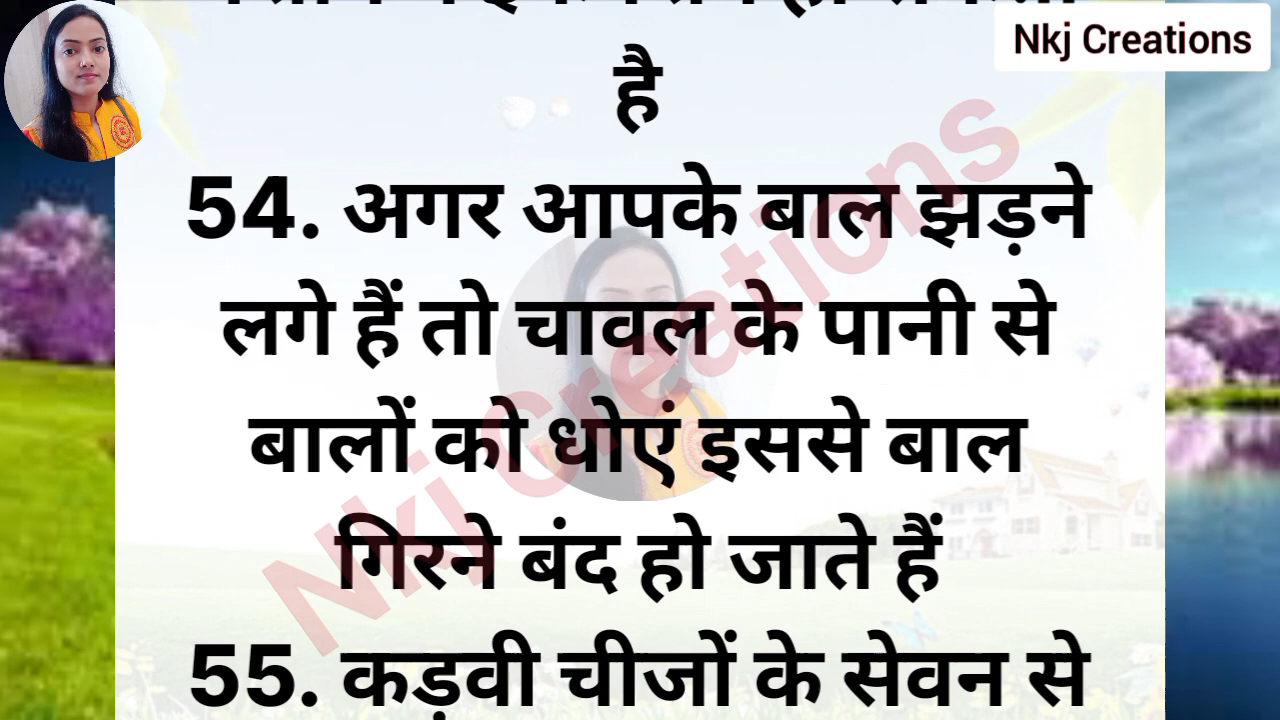 Nkj Creations
है
54. अगर आपके बाल झड़ने
लगे हैं तो चावल के पानी से
बालों को धोएं इससे बाल
गिरने बंद हो जाते हैं
55. कड़वी चीजों के सेवन से
Nkj Creations